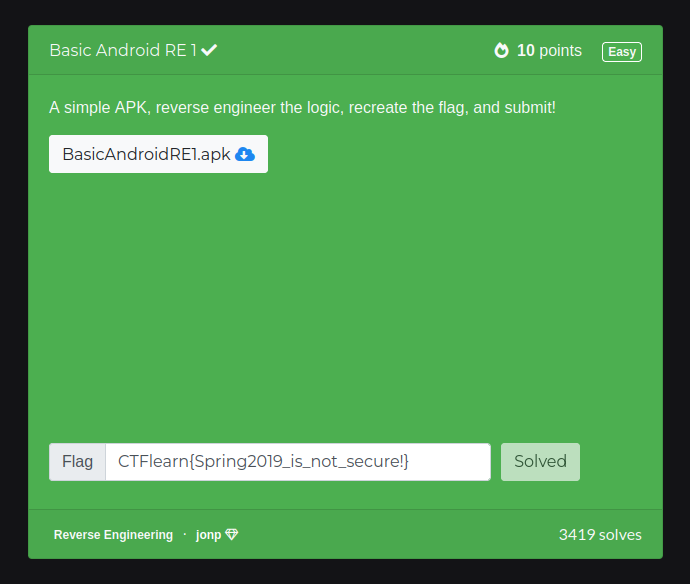 Basic Android RE 1 10 points Easy
A simple APK, reverse engineer the logic, recreate the flag, and submit!
BasicAndroidRE1.apk
Flag CTFlearn{Spring2019_is_not_secure!} Solved
Reverse Engineering · jonp 3419 solves